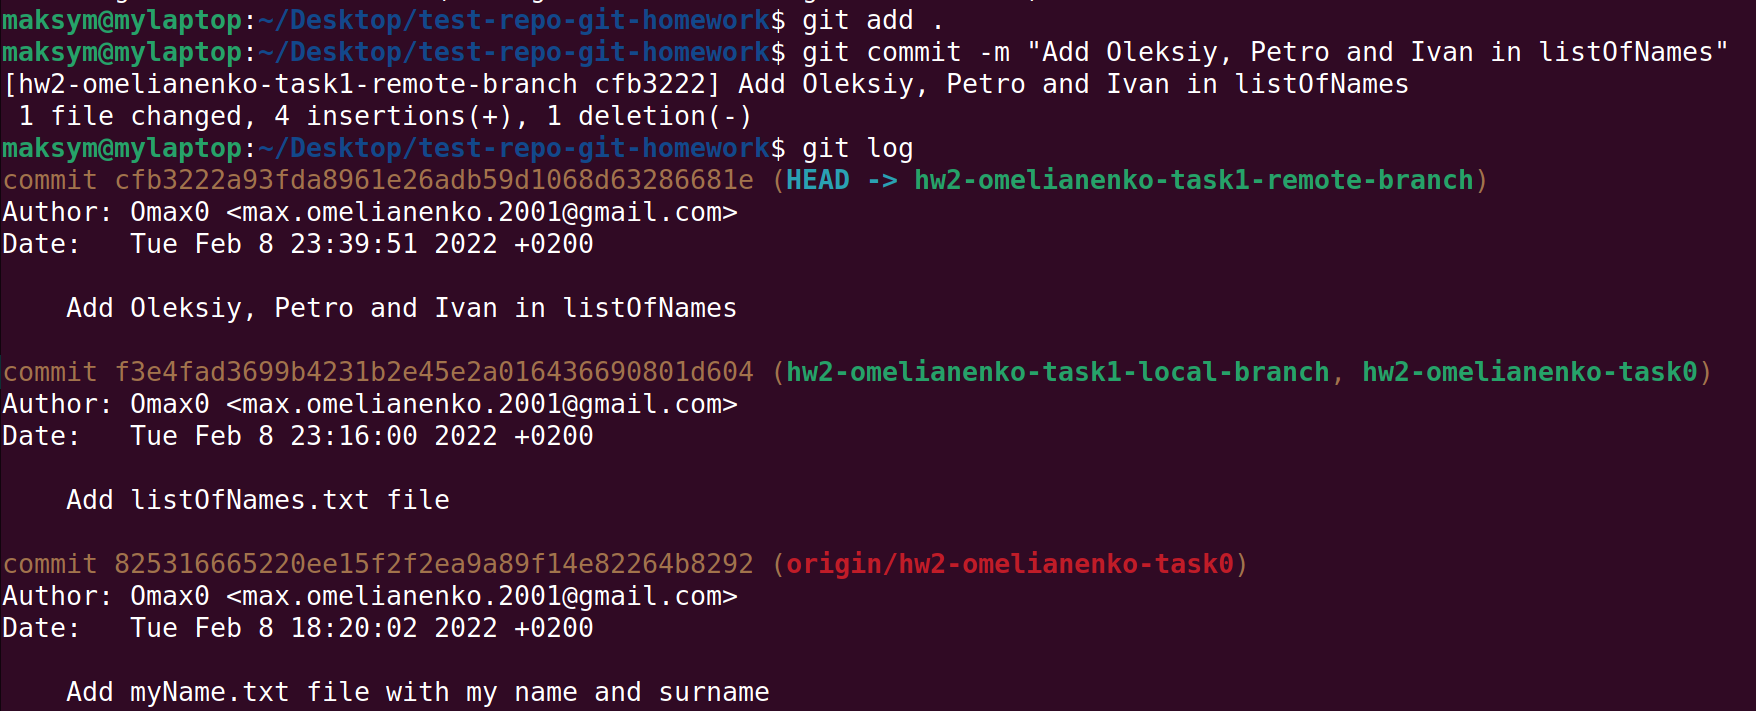 maksym@mylaptop:~/Desktop/test-repo-git-homework$ git add .
maksym@mylaptop:~/Desktop/test-repo-git-homework$ git commit -m "Add Oleksiy, Petro and Ivan in listOfNames"
[hw2-omelianenko-task1-remote-branch cfb3222] Add Oleksiy, Petro and Ivan in listOfNames
 1 file changed, 4 insertions(+), 1 deletion(-)
maksym@mylaptop:~/Desktop/test-repo-git-homework$ git log
commit cfb3222a93fda8961e26adb59d1068d63286681e (HEAD -> hw2-omelianenko-task1-remote-branch)
Author: Omax0 <max.omelianenko.2001@gmail.com>
Date:   Tue Feb 8 23:39:51 2022 +0200
    Add Oleksiy, Petro and Ivan in listOfNames
commit f3e4fad3699b4231b2e45e2a016436690801d604 (hw2-omelianenko-task1-local-branch, hw2-omelianenko-task0)
Author: Omax0 <max.omelianenko.2001@gmail.com>
Date:   Tue Feb 8 23:16:00 2022 +0200
    Add listOfNames.txt file
commit 825316665220ee15f2f2ea9a89f14e82264b8292 (origin/hw2-omelianenko-task0)
Author: Omax0 <max.omelianenko.2001@gmail.com>
Date:   Tue Feb 8 18:20:02 2022 +0200
    Add myName.txt file with my name and surname